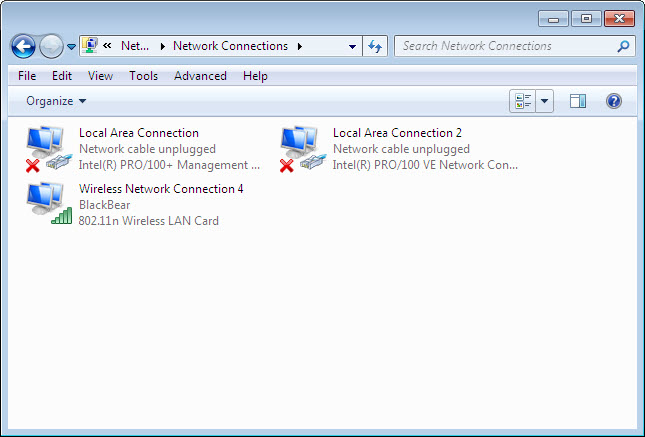 Net... Network Connections Search Network Connections
File Edit View Tools Advanced Help
Organize
Local Area Connection
Network cable unplugged
Intel(R) PRO/100+ Management ...
Local Area Connection 2
Network cable unplugged
Intel(R) PRO/100 VE Network Con...
Wireless Network Connection 4
BlackBear
802.11n Wireless LAN Card